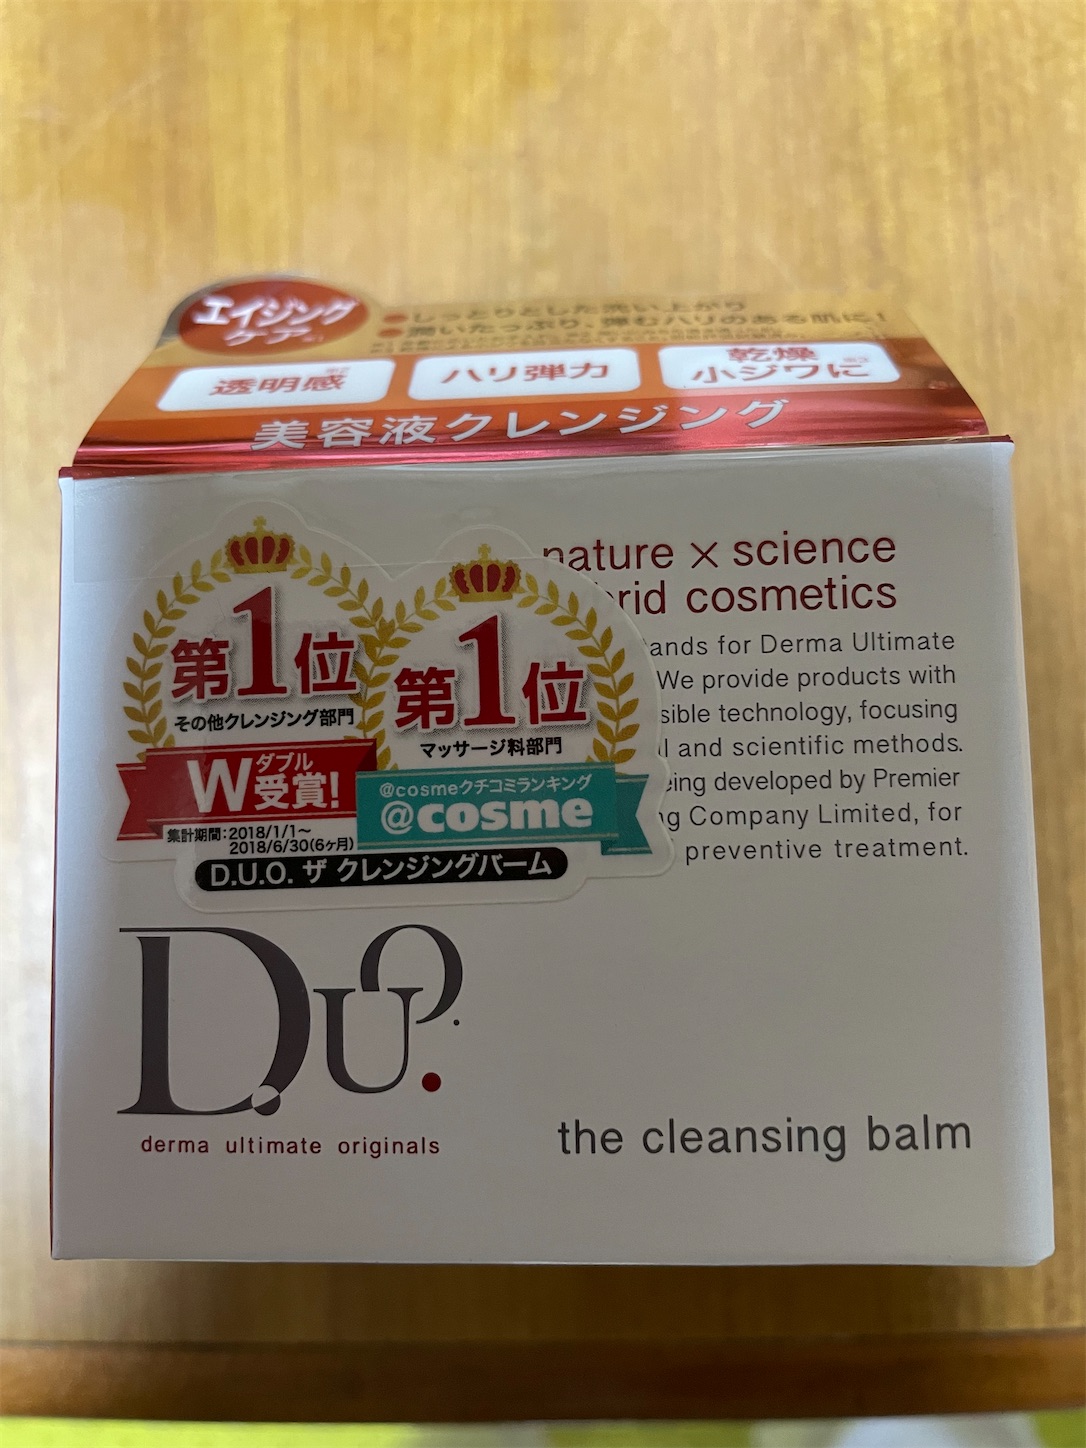 エイジング
ケア※1
●しっとりとした洗い上がり
●潤いたっぷり、弾むハリのある肌に!
透明感※2
ハリ弾力
乾燥
小ジワに※3
美容液クレンジング
nature × science
rid cosmetics
ands for Derma Ultimate
We provide products with
sible technology, focusing
l and scientific methods.
eing developed by Premier
g Company Limited, for
preventive treatment.
第1位
その他クレンジング部門
ダブル
W受賞!
集計期間:2018/1/1〜
2018/6/30(6ヶ月)
第1位
マッサージ料部門
@cosmeクチコミランキング
@cosme
D.U.O. ザ クレンジングバーム
D.U.O.
derma ultimate originals
the cleansing balm